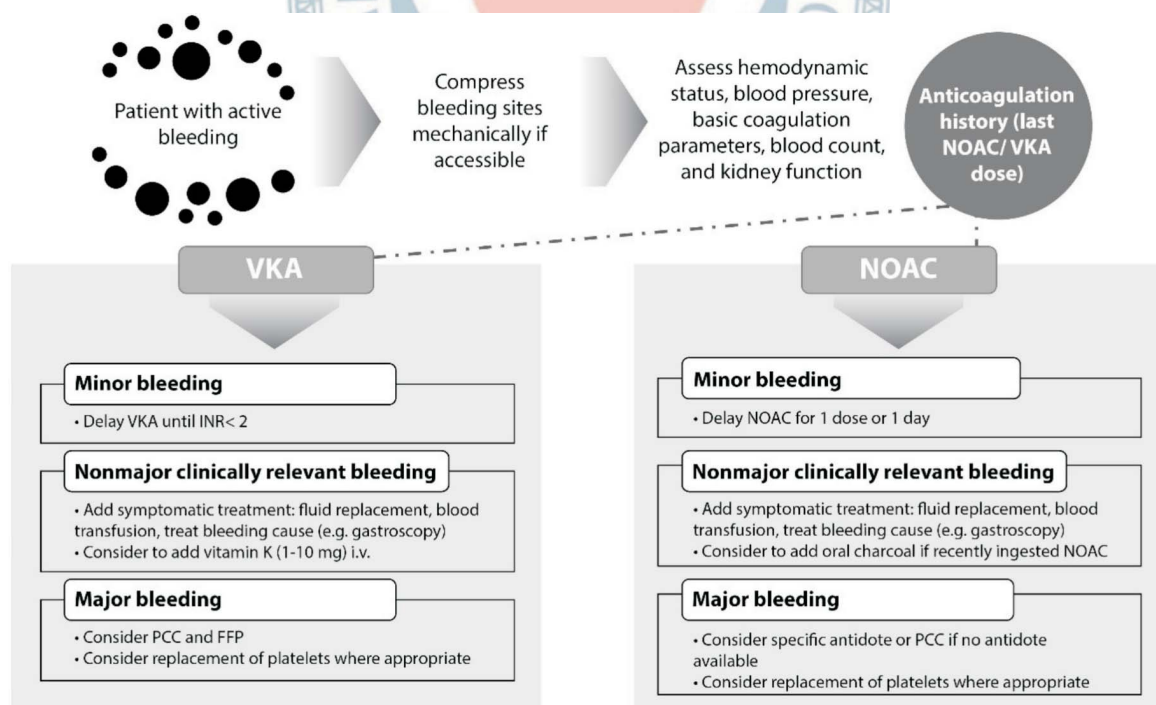 Patient with active
bleeding
Compress
bleeding sites
mechanically if
accessible
Assess hemodynamic
status, blood pressure,
basic coagulation
parameters, blood count,
and kidney function
Anticoagulation
history (last
NOAC/ VKA
dose)
VKA
Minor bleeding
• Delay VKA until INR< 2
Nonmajor clinically relevant bleeding
• Add symptomatic treatment: fluid replacement, blood
transfusion, treat bleeding cause (e.g. gastroscopy)
• Consider to add vitamin K (1-10 mg) i.v.
Major bleeding
• Consider PCC and FFP
• Consider replacement of platelets where appropriate
NOAC
Minor bleeding
• Delay NOAC for 1 dose or 1 day
Nonmajor clinically relevant bleeding
• Add symptomatic treatment: fluid replacement, blood
transfusion, treat bleeding cause (e.g. gastroscopy)
• Consider to add oral charcoal if recently ingested NOAC
Major bleeding
• Consider specific antidote or PCC if no antidote
available
• Consider replacement of platelets where appropriate